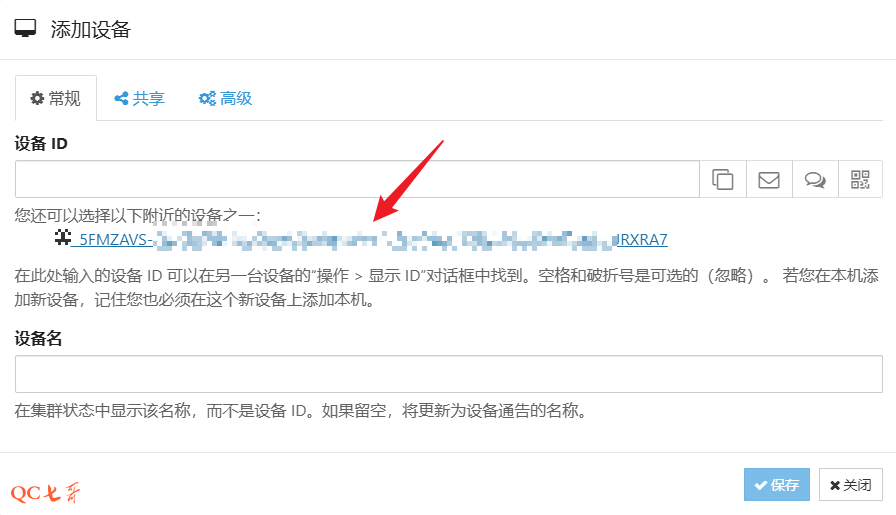 添加设备
常规 共享 高级
设备 ID
您还可以选择以下附近的设备之一:
5FMZAVS- JRXRA7
在此处输入的设备 ID 可以在另一台设备的“操作 > 显示 ID”对话框中找到。空格和破折号是可选的（忽略）。 若您在本机添
加新设备，记住您也必须在这个新设备上添加本机。
设备名
在集群状态中显示该名称，而不是设备 ID。如果留空，将更新为设备通告的名称。
保存 关闭
QC七哥